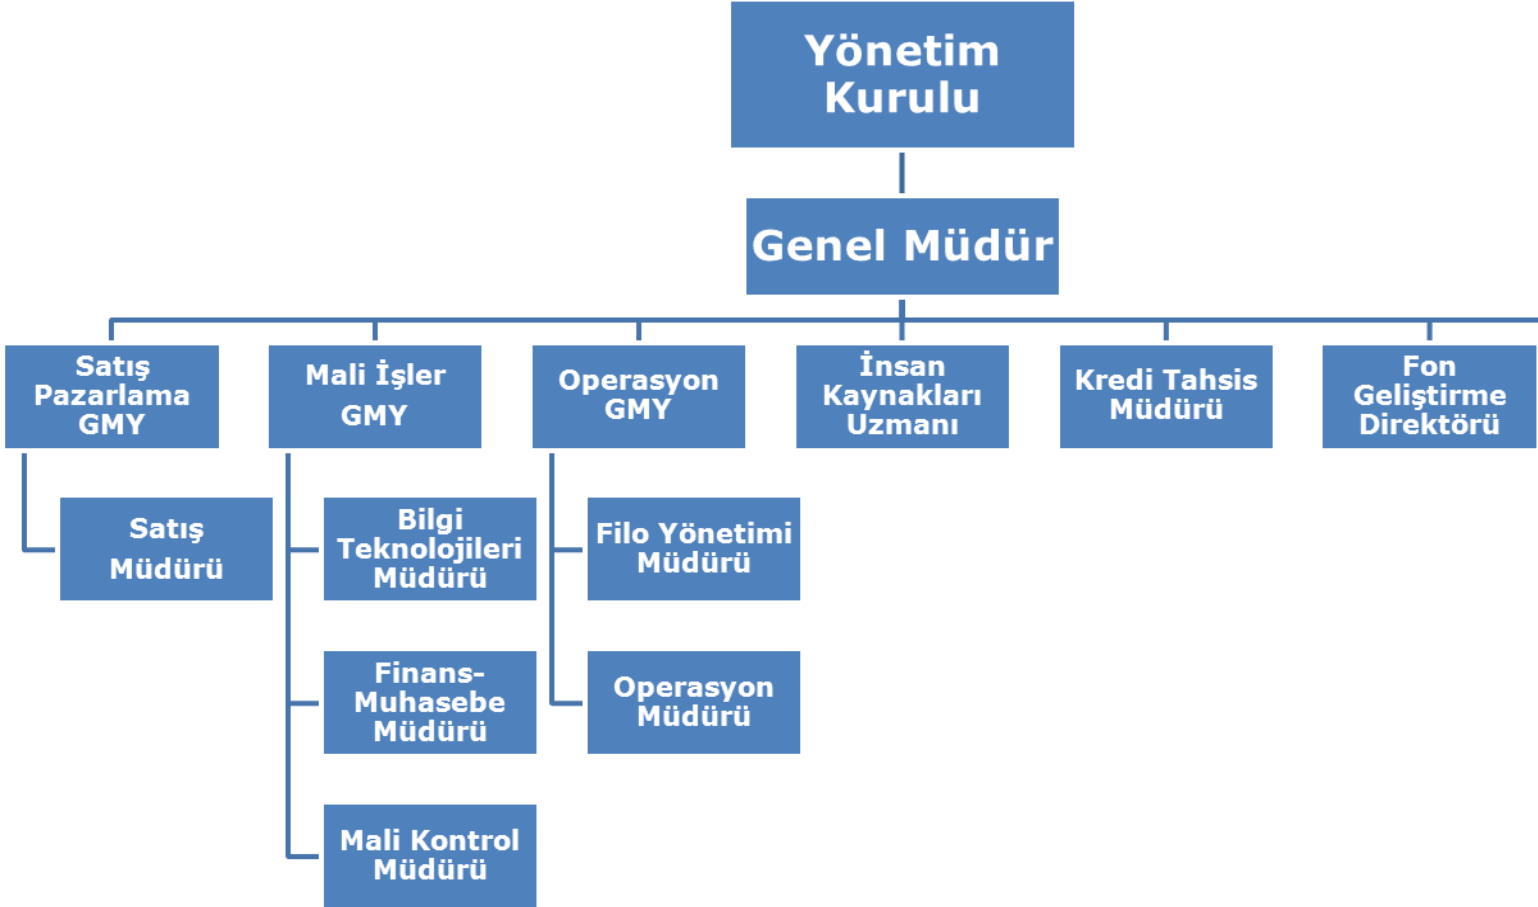 Yönetim
Kurulu
Genel Müdür
Satış
Pazarlama
GMY
Mali İşler
GMY
Operasyon
GMY
İnsan
Kaynakları
Uzmanı
Kredi Tahsis
Müdürü
Fon
Geliştirme
Direktörü
Satış
Müdürü
Bilgi
Teknolojileri
Müdürü
Filo Yönetimi
Müdürü
Finans-
Muhasebe
Müdürü
Operasyon
Müdürü
Mali Kontrol
Müdürü